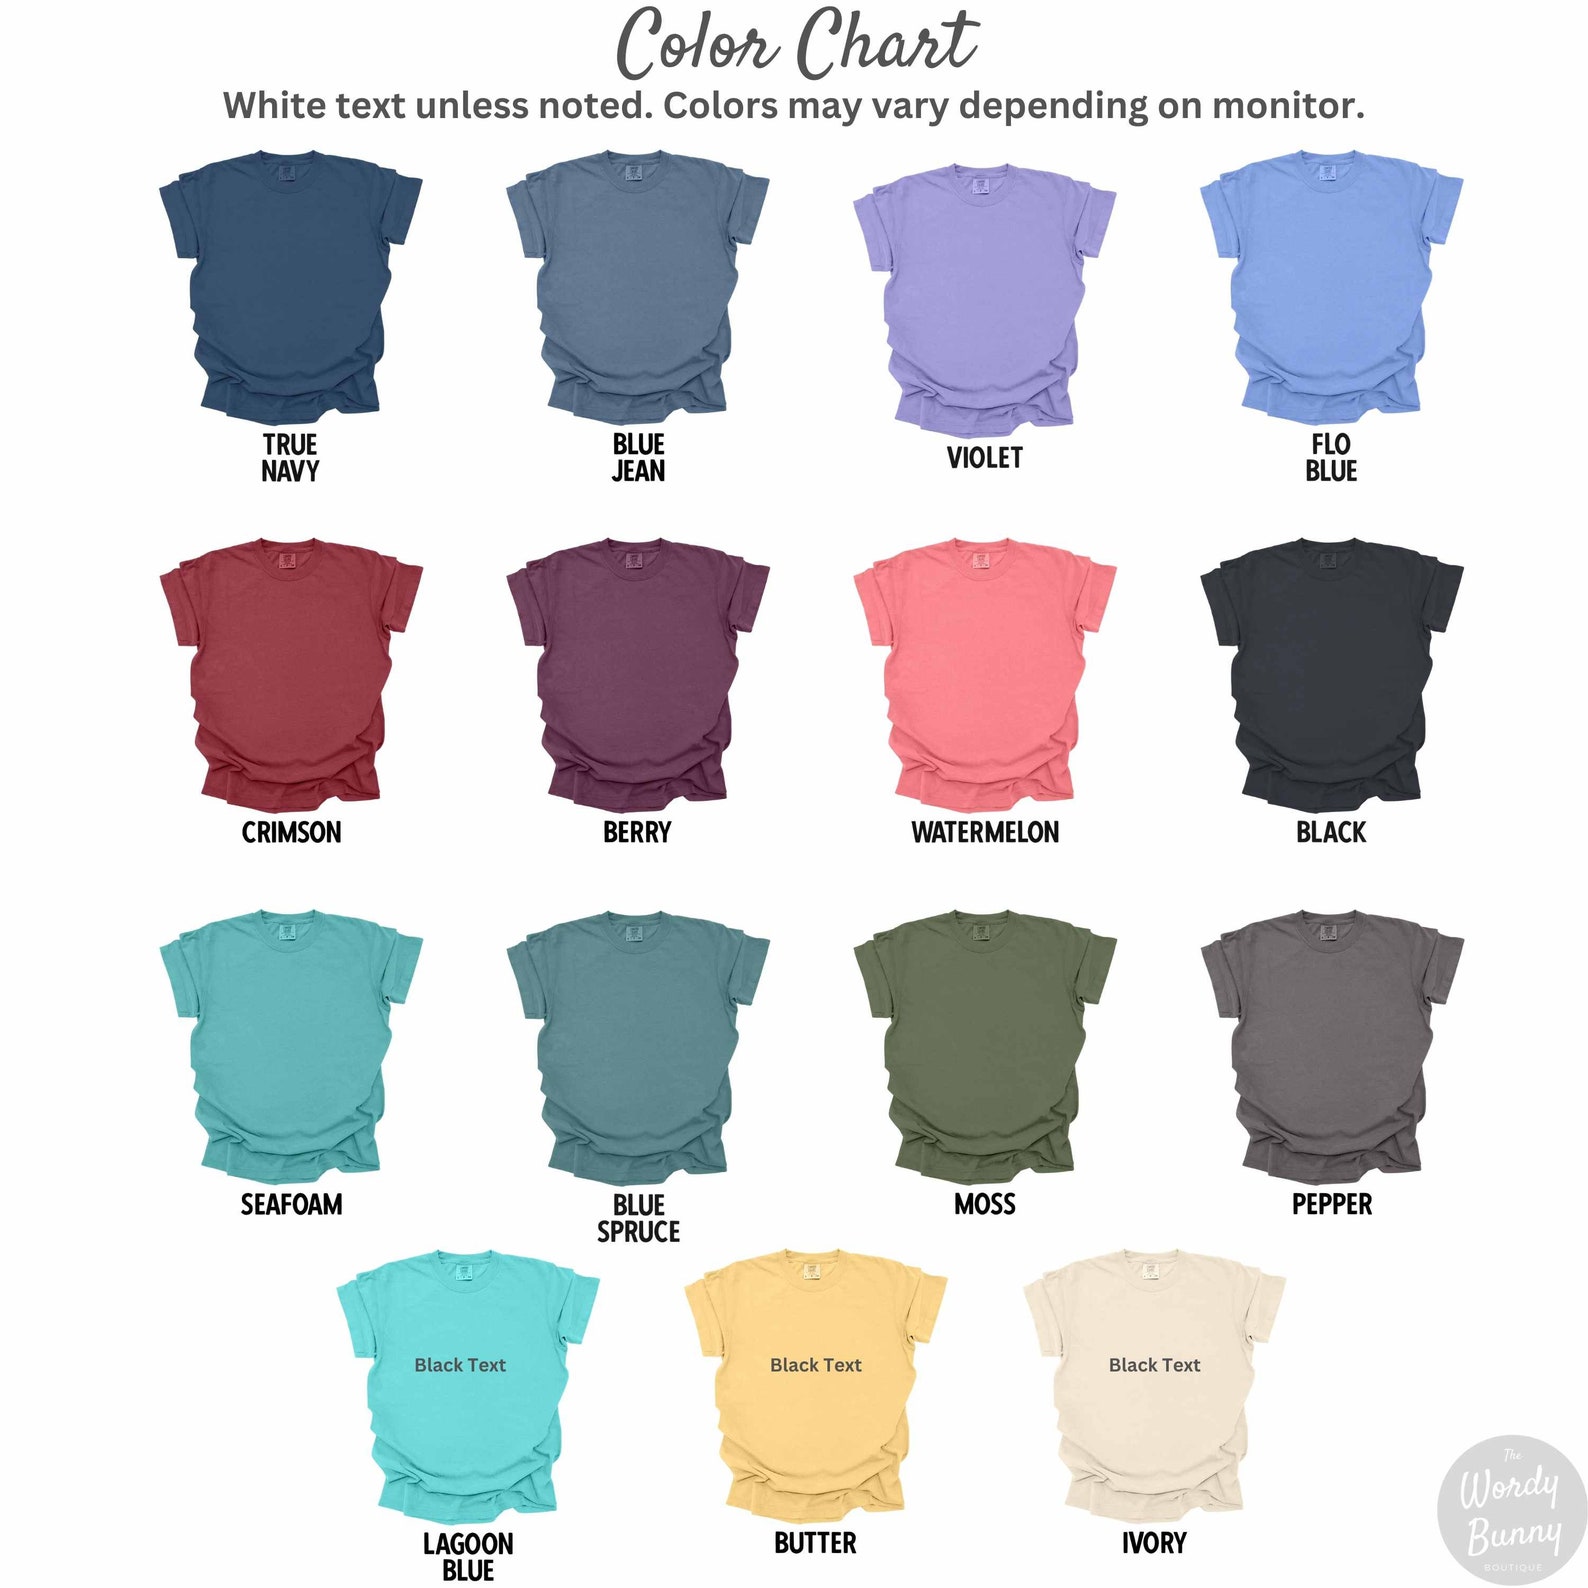 Color Chart
White text unless noted. Colors may vary depending on monitor.
TRUE
NAVY
BLUE
JEAN
VIOLET
FLO
BLUE
CRIMSON
BERRY
WATERMELON
BLACK
SEAFOAM
BLUE
SPRUCE
MOSS
PEPPER
Black Text
Black Text
Black Text
LAGOON
BLUE
BUTTER
IVORY
The
Wordy
Bunny
BOUTIQUE